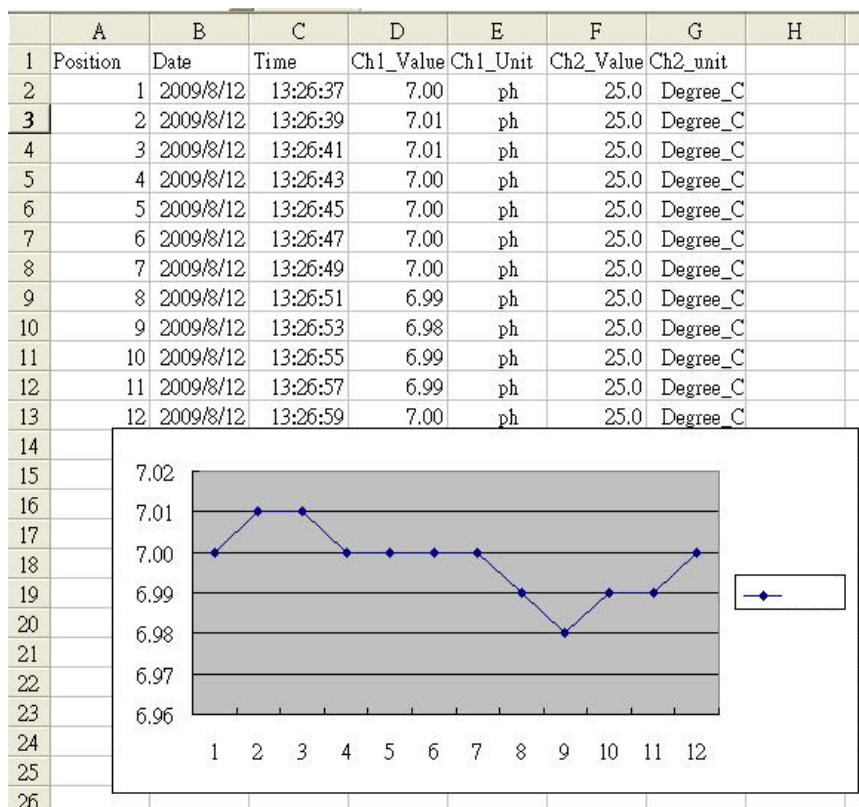 A B C D E F G H
1 Position Date Time Ch1_Value Ch1_Unit Ch2_Value Ch2_unit
2 1 2009/8/12 13:26:37 7.00 ph 25.0 Degree_C
3 2 2009/8/12 13:26:39 7.01 ph 25.0 Degree_C
4 3 2009/8/12 13:26:41 7.01 ph 25.0 Degree_C
5 4 2009/8/12 13:26:43 7.00 ph 25.0 Degree_C
6 5 2009/8/12 13:26:45 7.00 ph 25.0 Degree_C
7 6 2009/8/12 13:26:47 7.00 ph 25.0 Degree_C
8 7 2009/8/12 13:26:49 7.00 ph 25.0 Degree_C
9 8 2009/8/12 13:26:51 6.99 ph 25.0 Degree_C
10 9 2009/8/12 13:26:53 6.98 ph 25.0 Degree_C
11 10 2009/8/12 13:26:55 6.99 ph 25.0 Degree_C
12 11 2009/8/12 13:26:57 6.99 ph 25.0 Degree_C
13 12 2009/8/12 13:26:59 7.00 ph 25.0 Degree_C
14
15
16
17
18
19
20
21
22
23
24
25
26
7.02
7.01
7.00
6.99
6.98
6.97
6.96
1 2 3 4 5 6 7 8 9 10 11 12